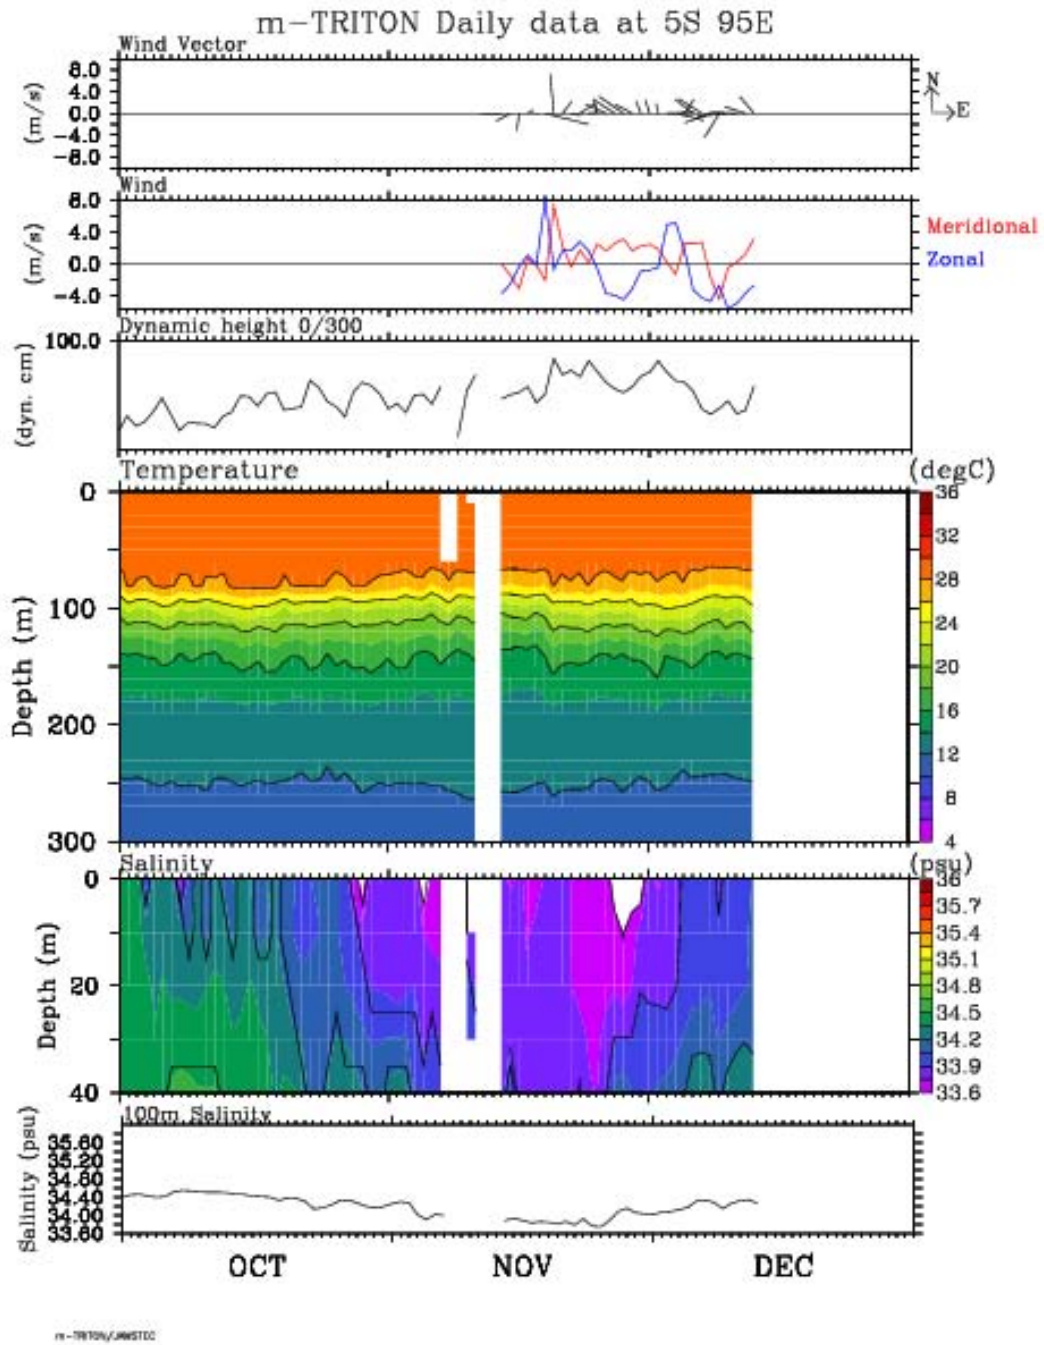 m-TRITON Daily data at 5S 95E
Wind Vector
8.0
4.0
0.0
-4.0
-8.0
(m/s)
N
E
Wind
8.0
4.0
0.0
-4.0
(m/s)
Meridional
Zonal
Dynamic height 0/300
100.0
(dyn. cm)
Temperature
(degC)
0
100
200
300
Depth (m)
36
32
28
24
20
16
12
8
4
Salinity
(psu)
0
20
40
Depth (m)
36
35.7
35.4
35.1
34.8
34.5
34.2
33.9
33.6
100m Salinity
35.60
35.20
34.80
34.40
34.00
33.60
Salinity (psu)
OCT NOV DEC
m-TRITON/JAMSTEC